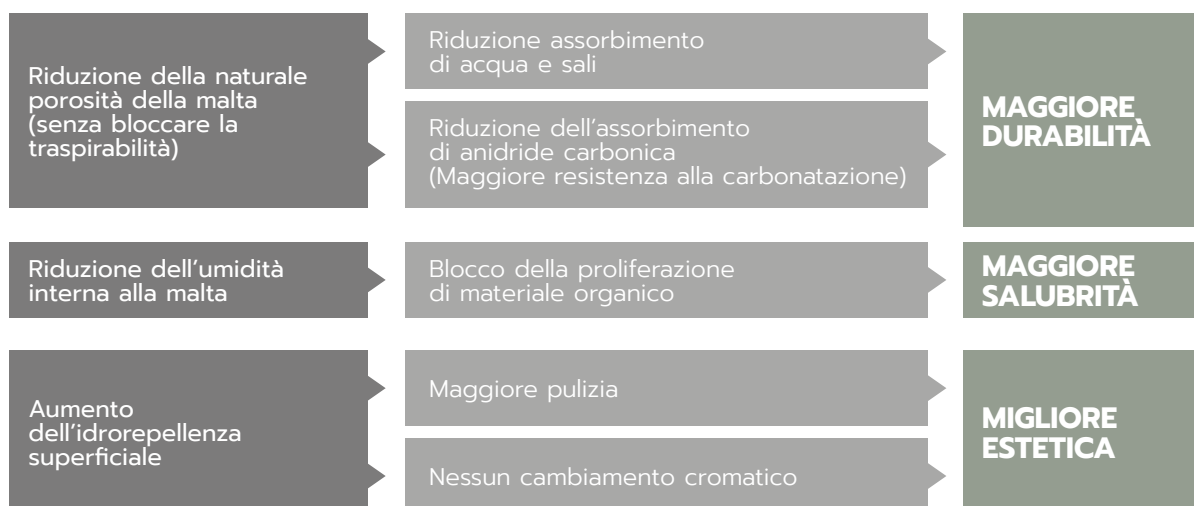 Riduzione della naturale
porosità della malta
(senza bloccare la
traspirabilità)
Riduzione assorbimento
di acqua e sali
Riduzione dell'assorbimento
di anidride carbonica
(Maggiore resistenza alla carbonatazione)
MAGGIORE
DURABILITÀ
Riduzione dell'umidità
interna alla malta
Blocco della proliferazione
di materiale organico
MAGGIORE
SALUBRITÀ
Aumento
dell'idrorepellenza
superficiale
Maggiore pulizia
Nessun cambiamento cromatico
MIGLIORE
ESTETICA